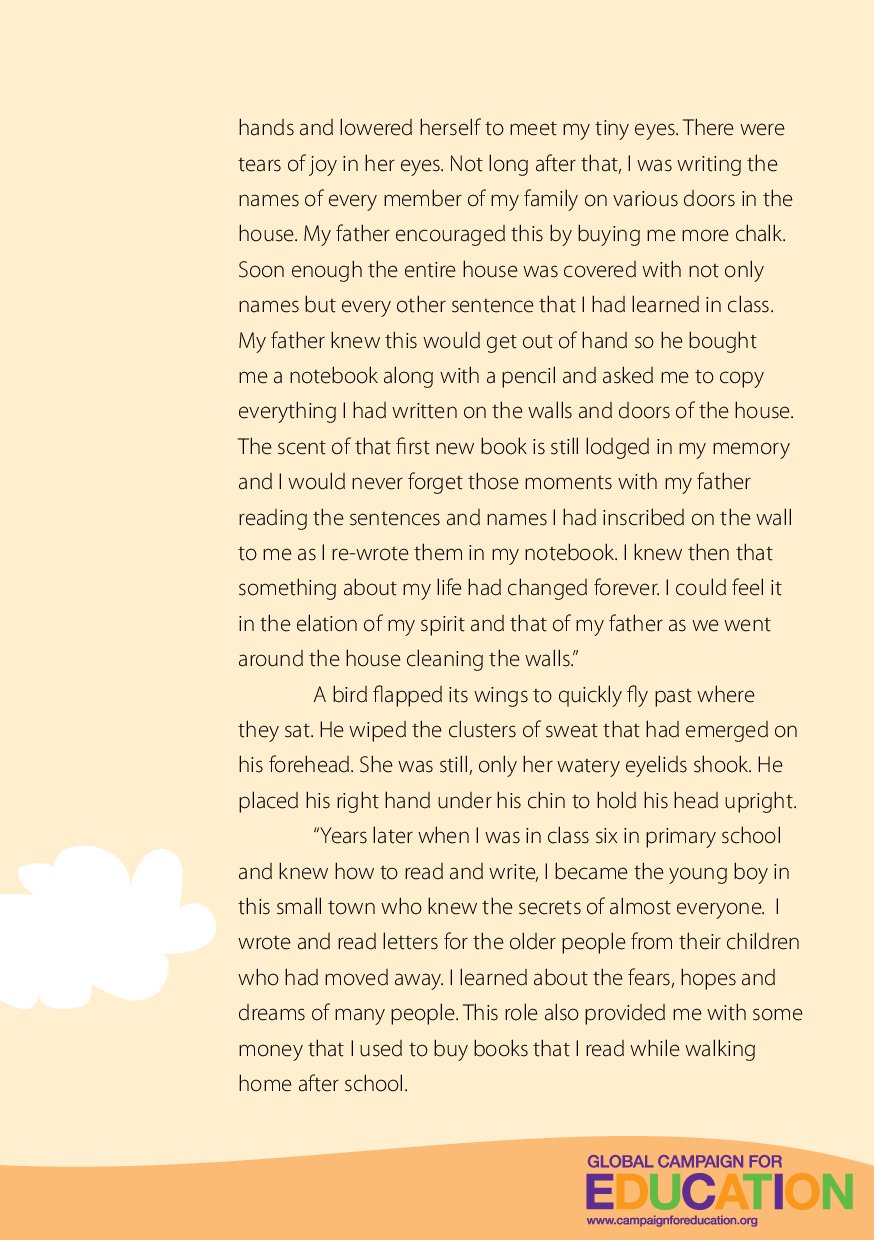 hands and lowered herself to meet my tiny eyes. There were
tears of joy in her eyes. Not long after that, I was writing the
names of every member of my family on various doors in the
house. My father encouraged this by buying me more chalk.
Soon enough the entire house was covered with not only
names but every other sentence that I had learned in class.
My father knew this would get out of hand so he bought
me a notebook along with a pencil and asked me to copy
everything I had written on the walls and doors of the house.
The scent of that first new book is still lodged in my memory
and I would never forget those moments with my father
reading the sentences and names I had inscribed on the wall
to me as I re-wrote them in my notebook. I knew then that
something about my life had changed forever. I could feel it
in the elation of my spirit and that of my father as we went
around the house cleaning the walls.”
A bird flapped its wings to quickly fly past where
they sat. He wiped the clusters of sweat that had emerged on
his forehead. She was still, only her watery eyelids shook. He
placed his right hand under his chin to hold his head upright.
“Years later when I was in class six in primary school
and knew how to read and write, I became the young boy in
this small town who knew the secrets of almost everyone.  I
wrote and read letters for the older people from their children
who had moved away. I learned about the fears, hopes and
dreams of many people. This role also provided me with some
money that I used to buy books that I read while walking
home after school.
GLOBAL CAMPAIGN FOR
EDUCATION
www.campaignforeducation.org